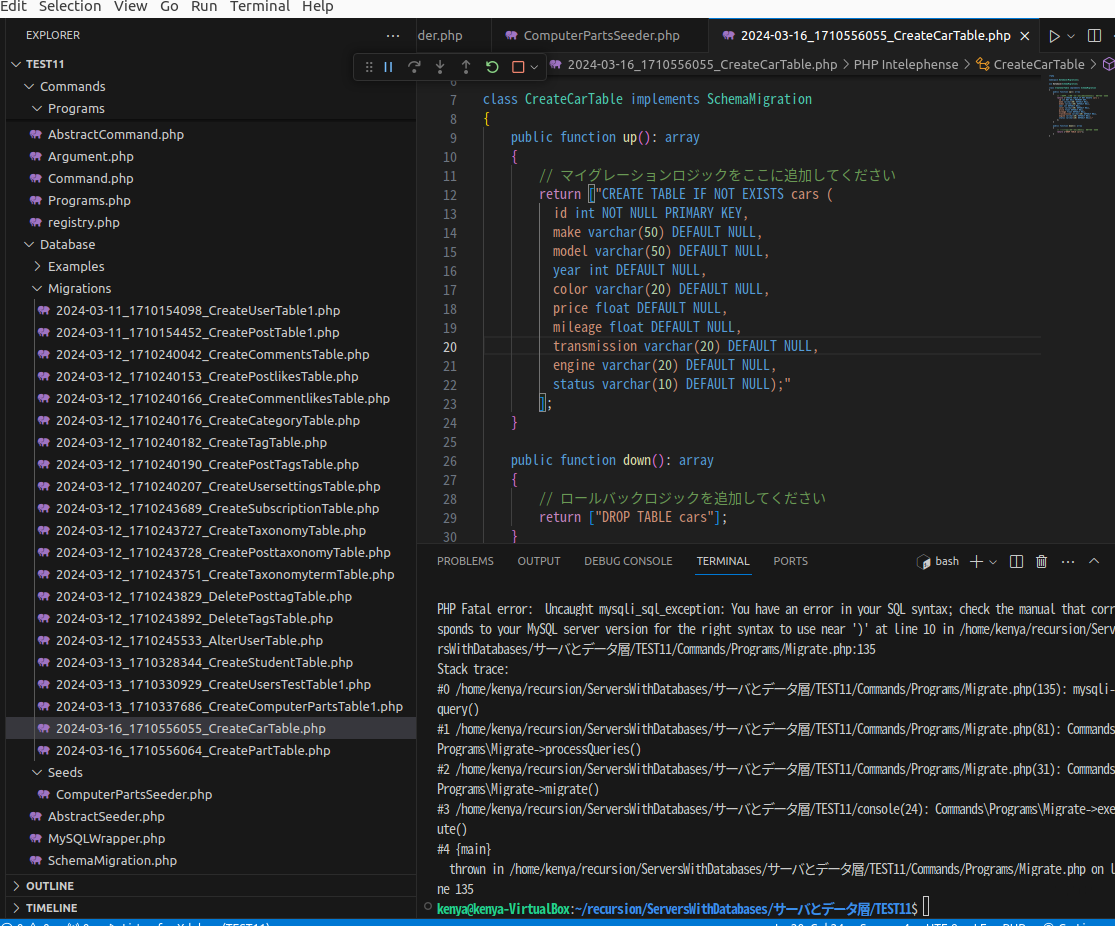 Edit Selection View Go Run Terminal Help
EXPLORER
TEST11
Commands
Programs
AbstractCommand.php
Argument.php
Command.php
Programs.php
registry.php
Database
Examples
Migrations
2024-03-11_1710154098_CreateUserTable1.php
2024-03-11_1710154452_CreatePostTable1.php
2024-03-12_1710240042_CreateCommentsTable.php
2024-03-12_1710240153_CreatePostlikesTable.php
2024-03-12_1710240166_CreateCommentlikesTable.php
2024-03-12_1710240176_CreateCategoryTable.php
2024-03-12_1710240182_CreateTagTable.php
2024-03-12_1710240190_CreatePostTagsTable.php
2024-03-12_1710240207_CreateUsersettingsTable.php
2024-03-12_1710243689_CreateSubscriptionTable.php
2024-03-12_1710243727_CreateTaxonomyTable.php
2024-03-12_1710243728_CreatePosttaxonomyTable.php
2024-03-12_1710243751_CreateTaxonomytermTable.php
2024-03-12_1710243829_DeletePosttagTable.php
2024-03-12_1710243892_DeleteTagsTable.php
2024-03-12_1710245533_AlterUserTable.php
2024-03-13_1710328344_CreateStudentTable.php
2024-03-13_1710330929_CreateUsersTestTable1.php
2024-03-13_1710337686_CreateComputerPartsTable1.php
2024-03-16_1710556055_CreateCarTable.php
2024-03-16_1710556064_CreatePartTable.php
Seeds
ComputerPartsSeeder.php
AbstractSeeder.php
MySQLWrapper.php
SchemaMigration.php
OUTLINE
TIMELINE
der.php
ComputerPartsSeeder.php
2024-03-16_1710556055_CreateCarTable.php
2024-03-16_1710556055_CreateCarTable.php > PHP Intelephense > CreateCarTable >
6
7 class CreateCarTable implements SchemaMigration
8 {
9 public function up(): array
10 {
11 // マイグレーションロジックをここに追加してください
12 return ["CREATE TABLE IF NOT EXISTS cars (
13 id int NOT NULL PRIMARY KEY,
14 make varchar(50) DEFAULT NULL,
15 model varchar(50) DEFAULT NULL,
16 year int DEFAULT NULL,
17 color varchar(20) DEFAULT NULL,
18 price float DEFAULT NULL,
19 mileage float DEFAULT NULL,
20 transmission varchar(20) DEFAULT NULL,
21 engine varchar(20) DEFAULT NULL,
22 status varchar(10) DEFAULT NULL);"
23 ];
24 }
25
26 public function down(): array
27 {
28 // ロールバックロジックを追加してください
29 return ["DROP TABLE cars"];
30 }
PROBLEMS OUTPUT DEBUG CONSOLE TERMINAL PORTS
bash
PHP Fatal error: Uncaught mysqli_sql_exception: You have an error in your SQL syntax; check the manual that corr
sponds to your MySQL server version for the right syntax to use near ')' at line 10 in /home/kenya/recursion/Serv
rsWithDatabases/サーバとデータ層/TEST11/Commands/Programs/Migrate.php:135
Stack trace:
#0 /home/kenya/recursion/ServersWithDatabases/サーバとデータ層/TEST11/Commands/Programs/Migrate.php(135): mysqli-
query()
#1 /home/kenya/recursion/ServersWithDatabases/サーバとデータ層/TEST11/Commands/Programs/Migrate.php(81): Commands
Programs\Migrate->processQueries()
#2 /home/kenya/recursion/ServersWithDatabases/サーバとデータ層/TEST11/Commands/Programs/Migrate.php(31): Commands
Programs\Migrate->migrate()
#3 /home/kenya/recursion/ServersWithDatabases/サーバとデータ層/TEST11/console(24): Commands\Programs\Migrate->exe
ute()
#4 {main}
thrown in /home/kenya/recursion/ServersWithDatabases/サーバとデータ層/TEST11/Commands/Programs/Migrate.php on l
ne 135
kenya@kenya-VirtualBox:~/recursion/ServersWithDatabases/サーバとデータ層/TEST11$